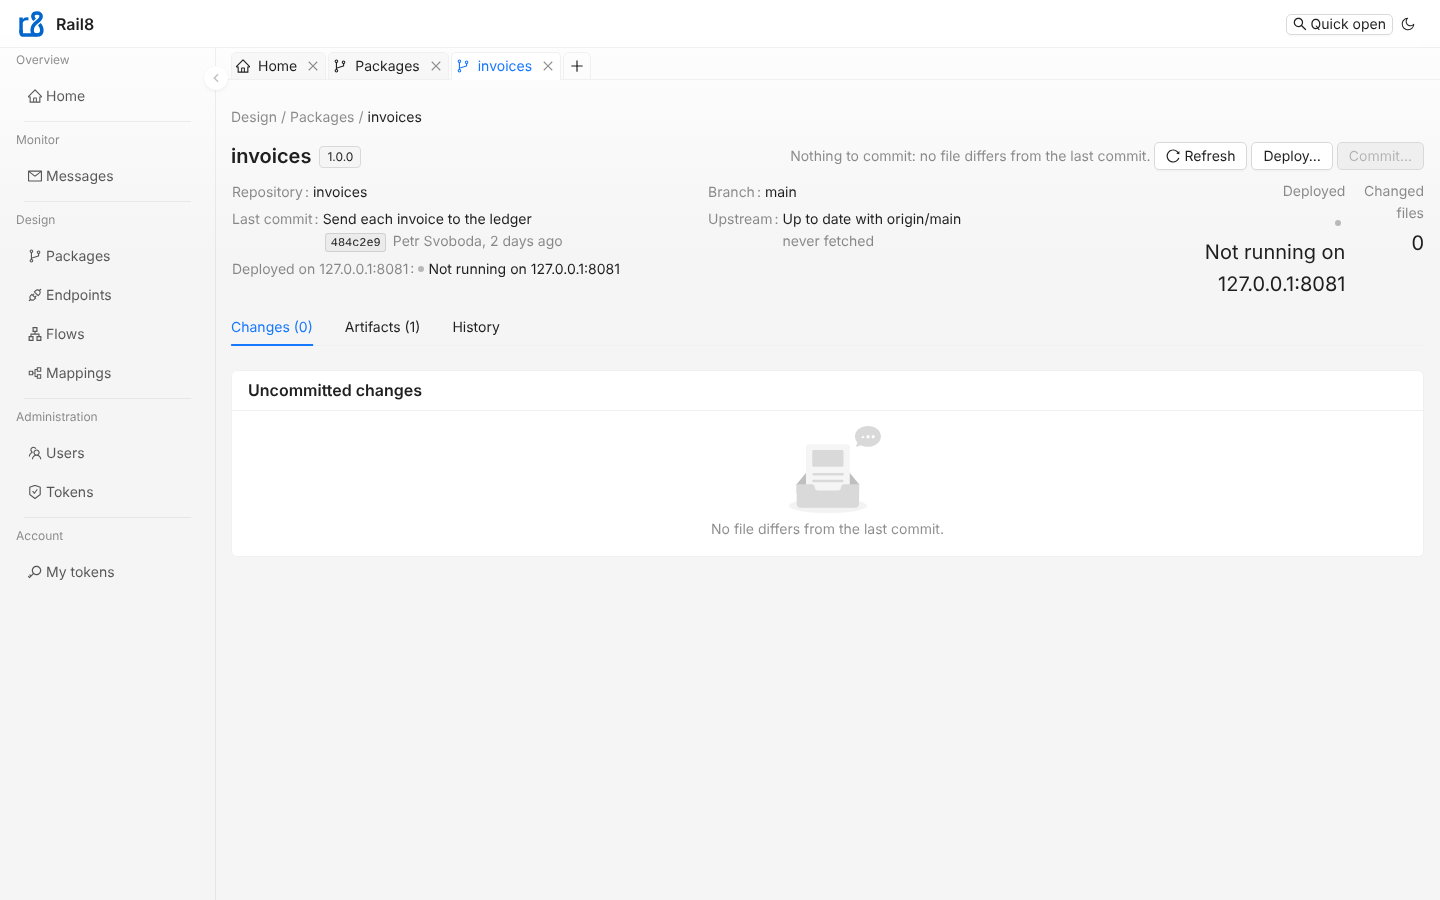 Rail8
Quick open
Overview
Home
Monitor
Messages
Design
Packages
Endpoints
Flows
Mappings
Administration
Users
Tokens
Account
My tokens
Home
Packages
invoices
Design / Packages / invoices
invoices 1.0.0
Nothing to commit: no file differs from the last commit.
Refresh
Deploy...
Commit...
Repository: invoices
Branch: main
Last commit: Send each invoice to the ledger
484c2e9 Petr Svoboda, 2 days ago
Upstream: Up to date with origin/main
never fetched
Deployed on 127.0.0.1:8081: Not running on 127.0.0.1:8081
Deployed
Not running on
127.0.0.1:8081
Changed
files
0
Changes (0)
Artifacts (1)
History
Uncommitted changes
No file differs from the last commit.